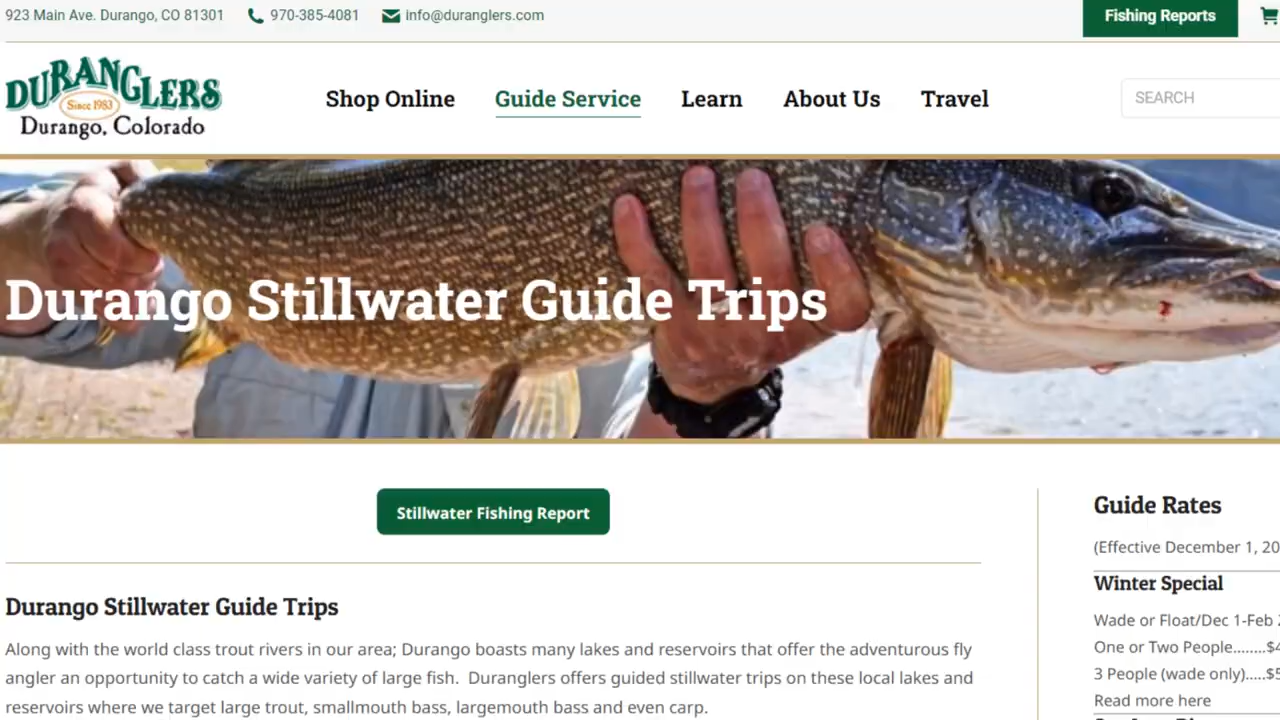 923 Main Ave. Durango, CO 81301 970-385-4081 info@duranglers.com Fishing Reports
DURANGLERS
Since 1983
Durango, Colorado
Shop Online Guide Service Learn About Us Travel SEARCH
Durango Stillwater Guide Trips
Stillwater Fishing Report
Durango Stillwater Guide Trips
Along with the world class trout rivers in our area; Durango boasts many lakes and reservoirs that offer the adventurous fly
angler an opportunity to catch a wide variety of large fish. Duranglers offers guided stillwater trips on these local lakes and
reservoirs where we target large trout, smallmouth bass, largemouth bass and even carp.
Guide Rates
(Effective December 1, 20
Winter Special
Wade or Float/Dec 1-Feb 2
One or Two People........$4
3 People (wade only).....$5
Read more here